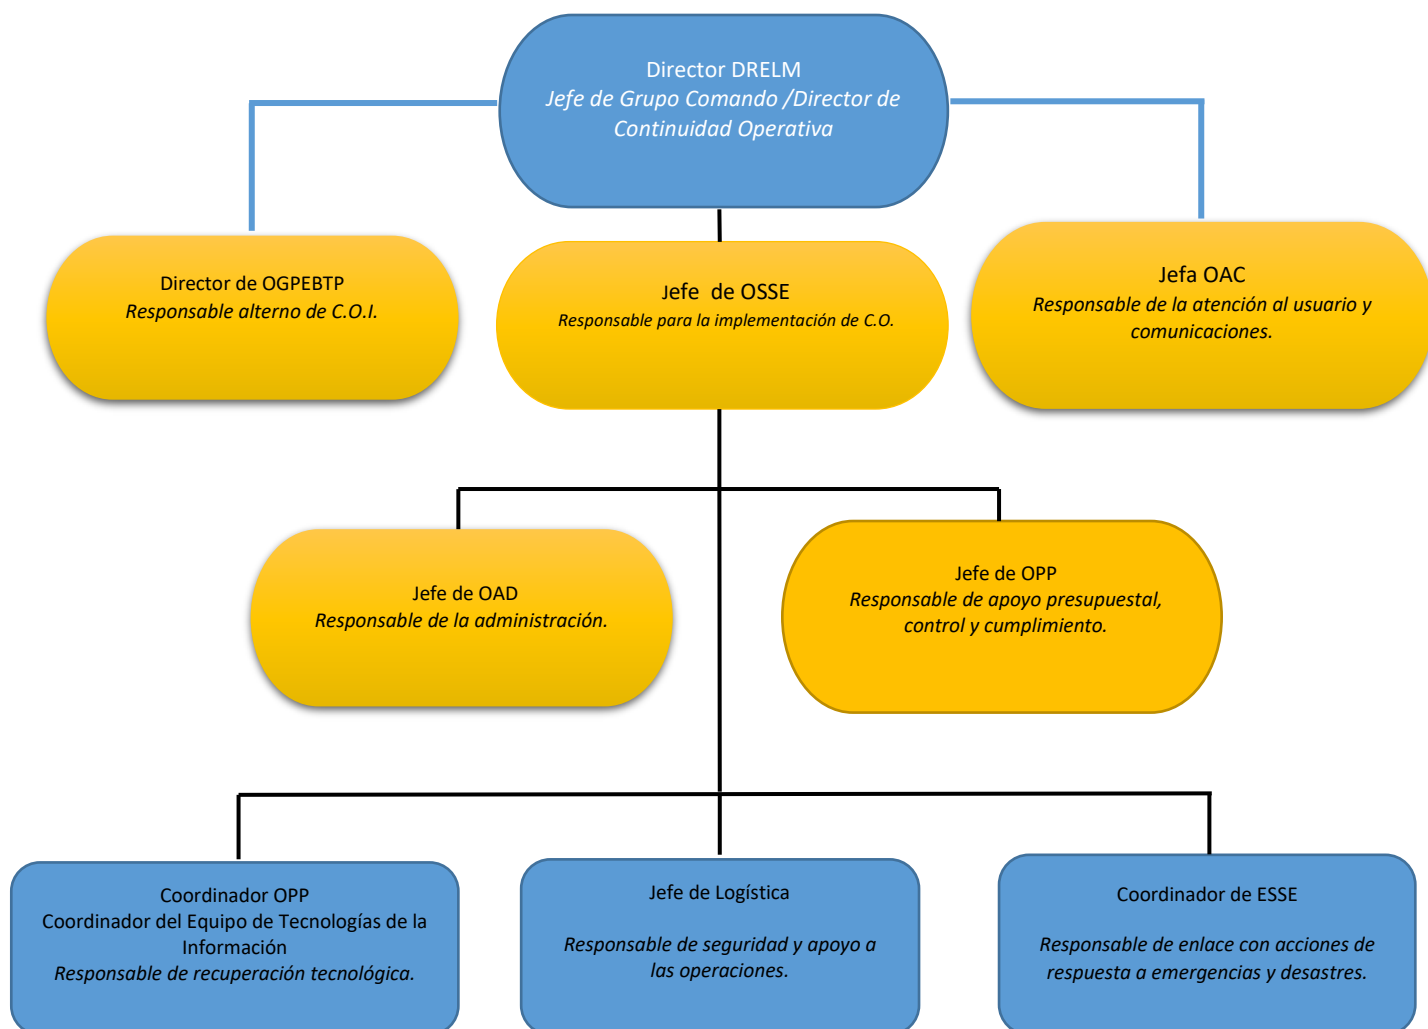 Director DRELM
Jefe de Grupo Comando /Director de
Continuidad Operativa
Director de OGPEBTP
Responsable alterno de C.O.I.
Jefe de OSSE
Responsable para la implementación de C.O.
Jefa OAC
Responsable de la atención al usuario y
comunicaciones.
Jefe de OAD
Responsable de la administración.
Jefe de OPP
Responsable de apoyo presupuestal,
control y cumplimiento.
Coordinador OPP
Coordinador del Equipo de Tecnologías de la
Información
Responsable de recuperación tecnológica.
Jefe de Logística
Responsable de seguridad y apoyo a
las operaciones.
Coordinador de ESSE
Responsable de enlace con acciones de
respuesta a emergencias y desastres.